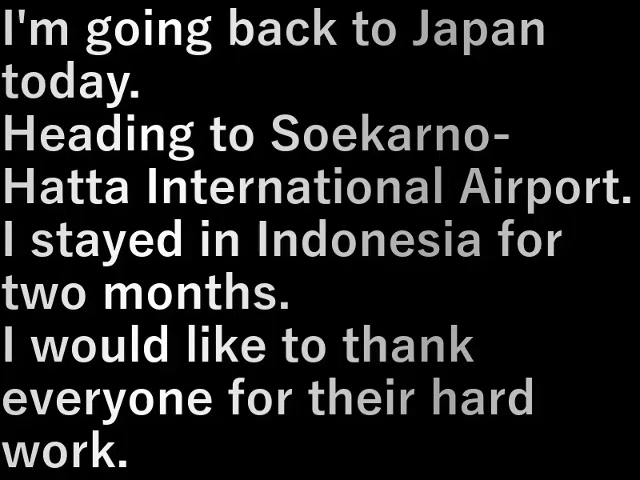 I'm going back to Japan
today.
Heading to Soekarno-
Hatta International Airport.
I stayed in Indonesia for
two months.
I would like to thank
everyone for their hard
work.